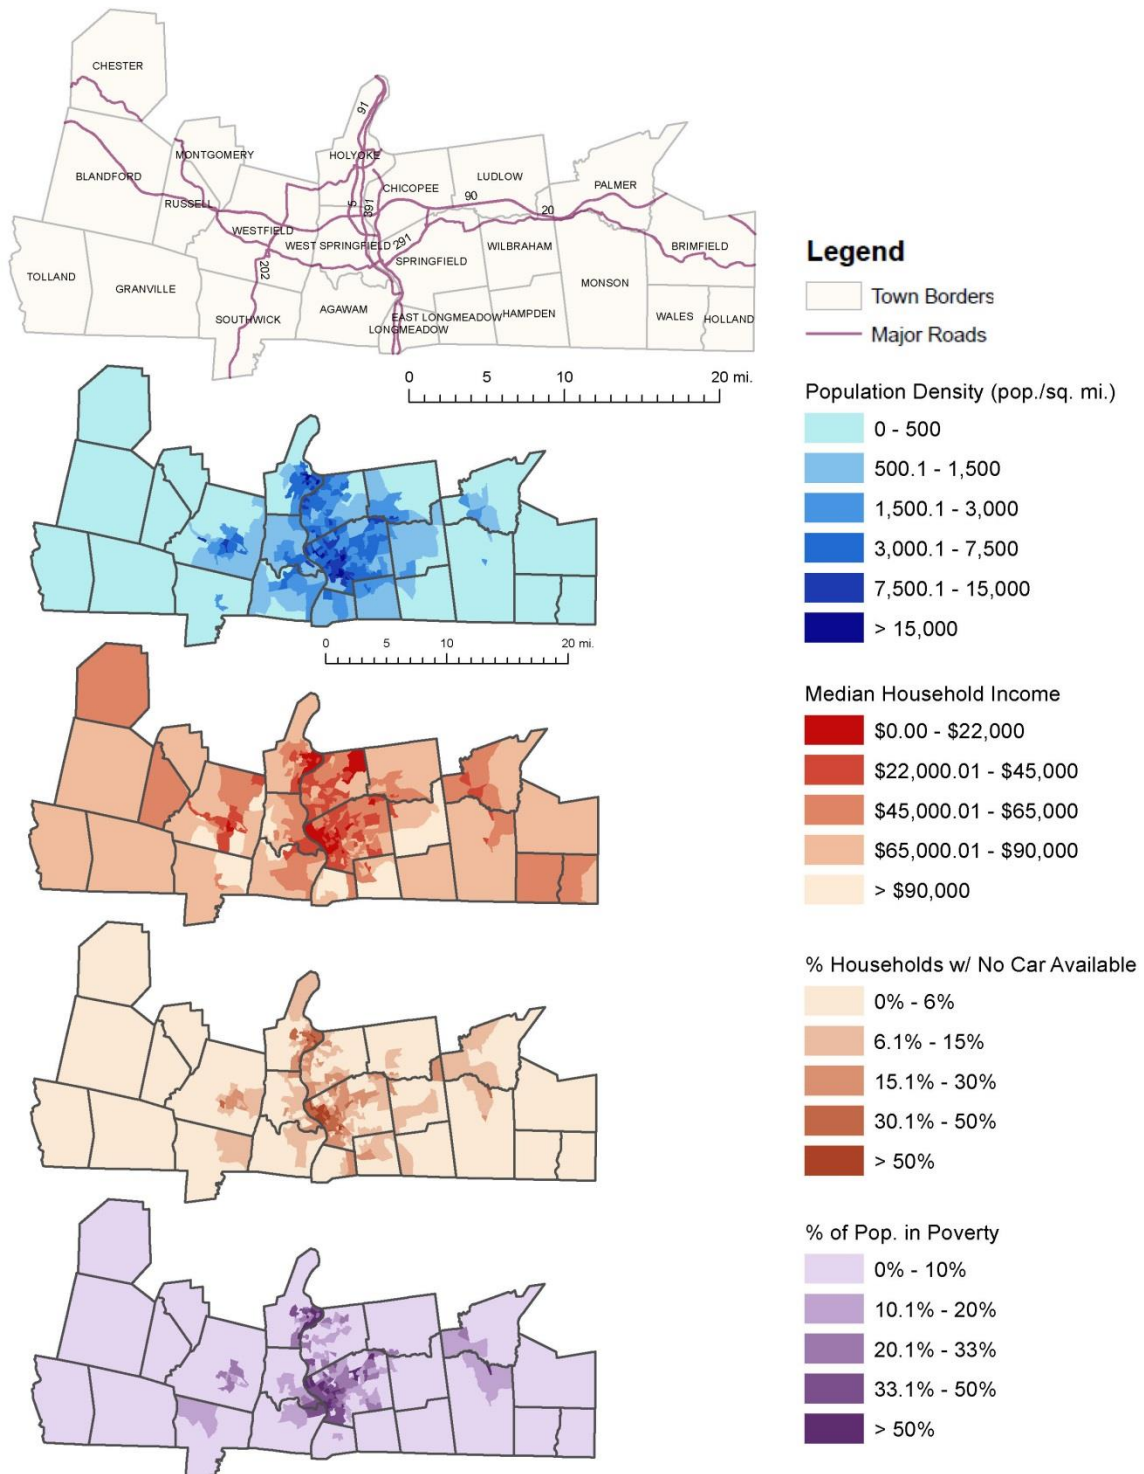 CHESTER
91
MONTGOMERY
HOLYOKE
BLANDFORD
CHICOPEE
LUDLOW
PALMER
RUSSELL
5
391
90
20
WESTFIELD
WEST SPRINGFIELD
291
WILBRAHAM
BRIMFIELD
202
SPRINGFIELD
TOLLAND
GRANVILLE
MONSON
SOUTHWICK
AGAWAM
EAST LONGMEADOW
HAMPDEN
WALES
HOLLAND
LONGMEADOW
0 5 10 20 mi.
Legend
Town Borders
Major Roads
Population Density (pop./sq. mi.)
0 - 500
500.1 - 1,500
1,500.1 - 3,000
3,000.1 - 7,500
7,500.1 - 15,000
> 15,000
0 5 10 20 mi.
Median Household Income
$0.00 - $22,000
$22,000.01 - $45,000
$45,000.01 - $65,000
$65,000.01 - $90,000
> $90,000
% Households w/ No Car Available
0% - 6%
6.1% - 15%
15.1% - 30%
30.1% - 50%
> 50%
% of Pop. in Poverty
0% - 10%
10.1% - 20%
20.1% - 33%
33.1% - 50%
> 50%